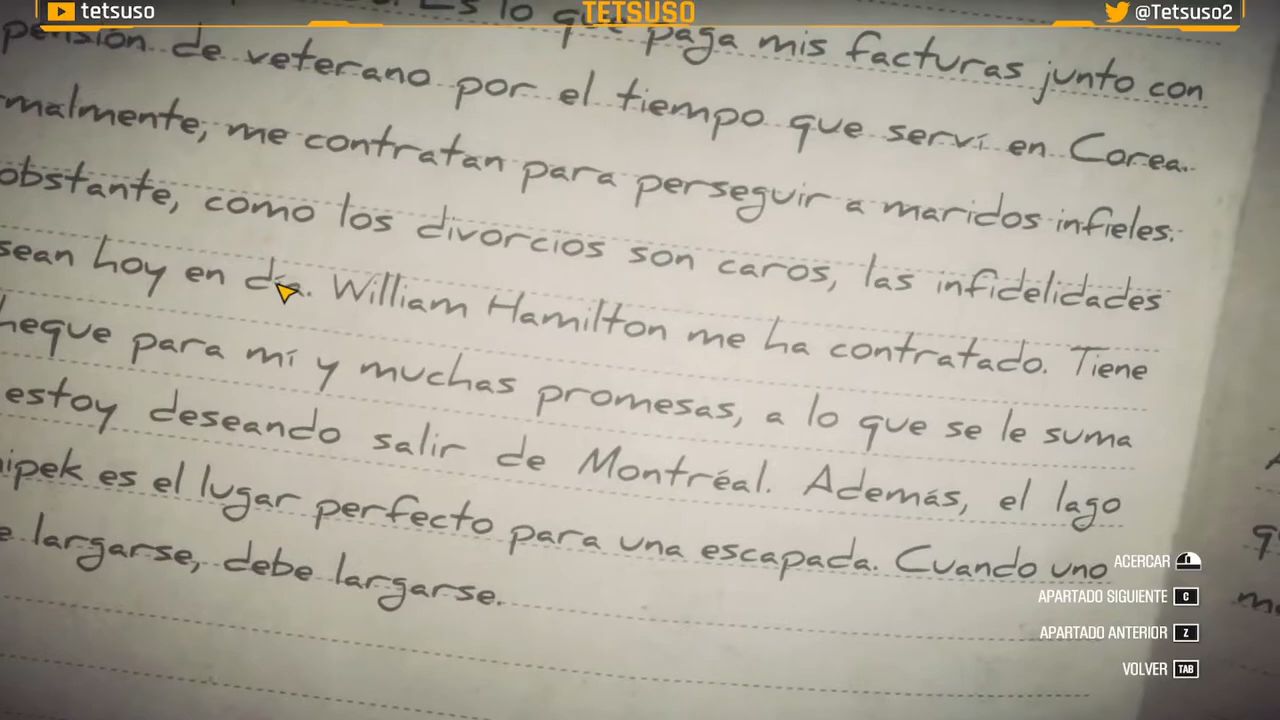 tetsuso
TETSUSO
@Tetsuso2
Es lo que paga mis facturas junto con
pensión de veterano por el tiempo que serví en Corea.
malmente, me contratan para perseguir a maridos infieles.
obstante, como los divorcios son caros, las infidelidades
sean hoy en día. William Hamilton me ha contratado. Tiene
heque para mí y muchas promesas, a lo que se le suma
estoy deseando salir de Montréal. Además, el lago
ipek es el lugar perfecto para una escapada. Cuando uno
e largarse, debe largarse.
ACERCAR
APARTADO SIGUIENTE C
APARTADO ANTERIOR Z
VOLVER TAB